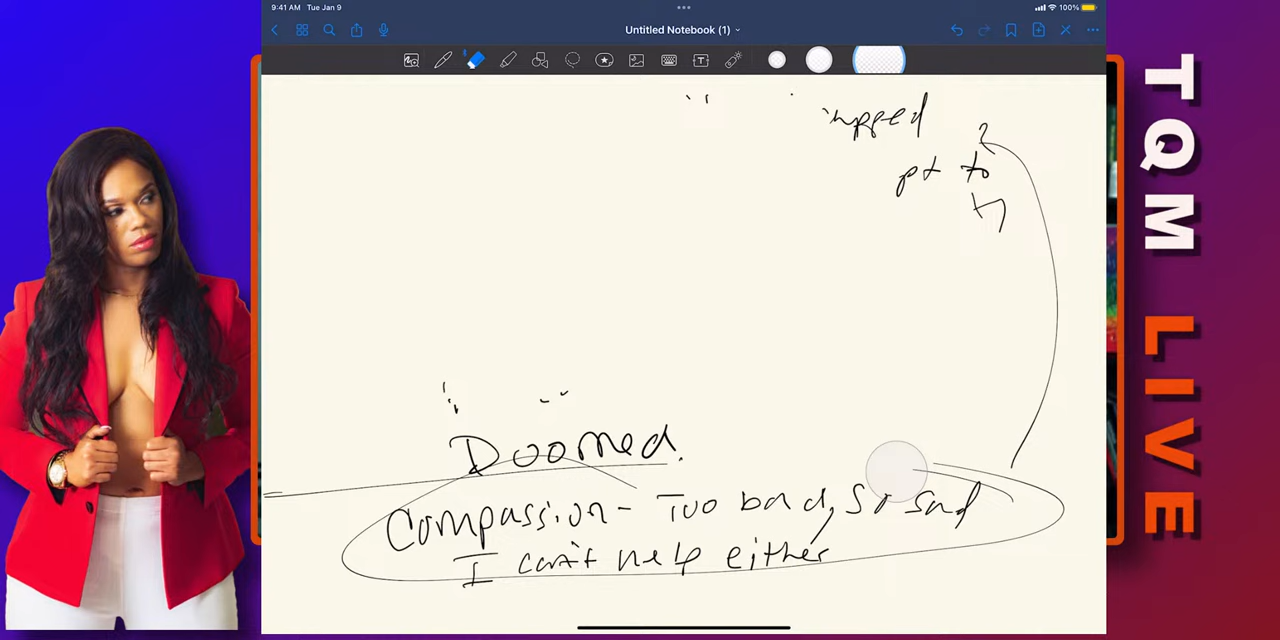 9:41 AM Tue Jan 9
100%
Untitled Notebook (1)
pt to
Doomed.
Compassion - Too bad, So sad
I can't help either
TQM LIVE